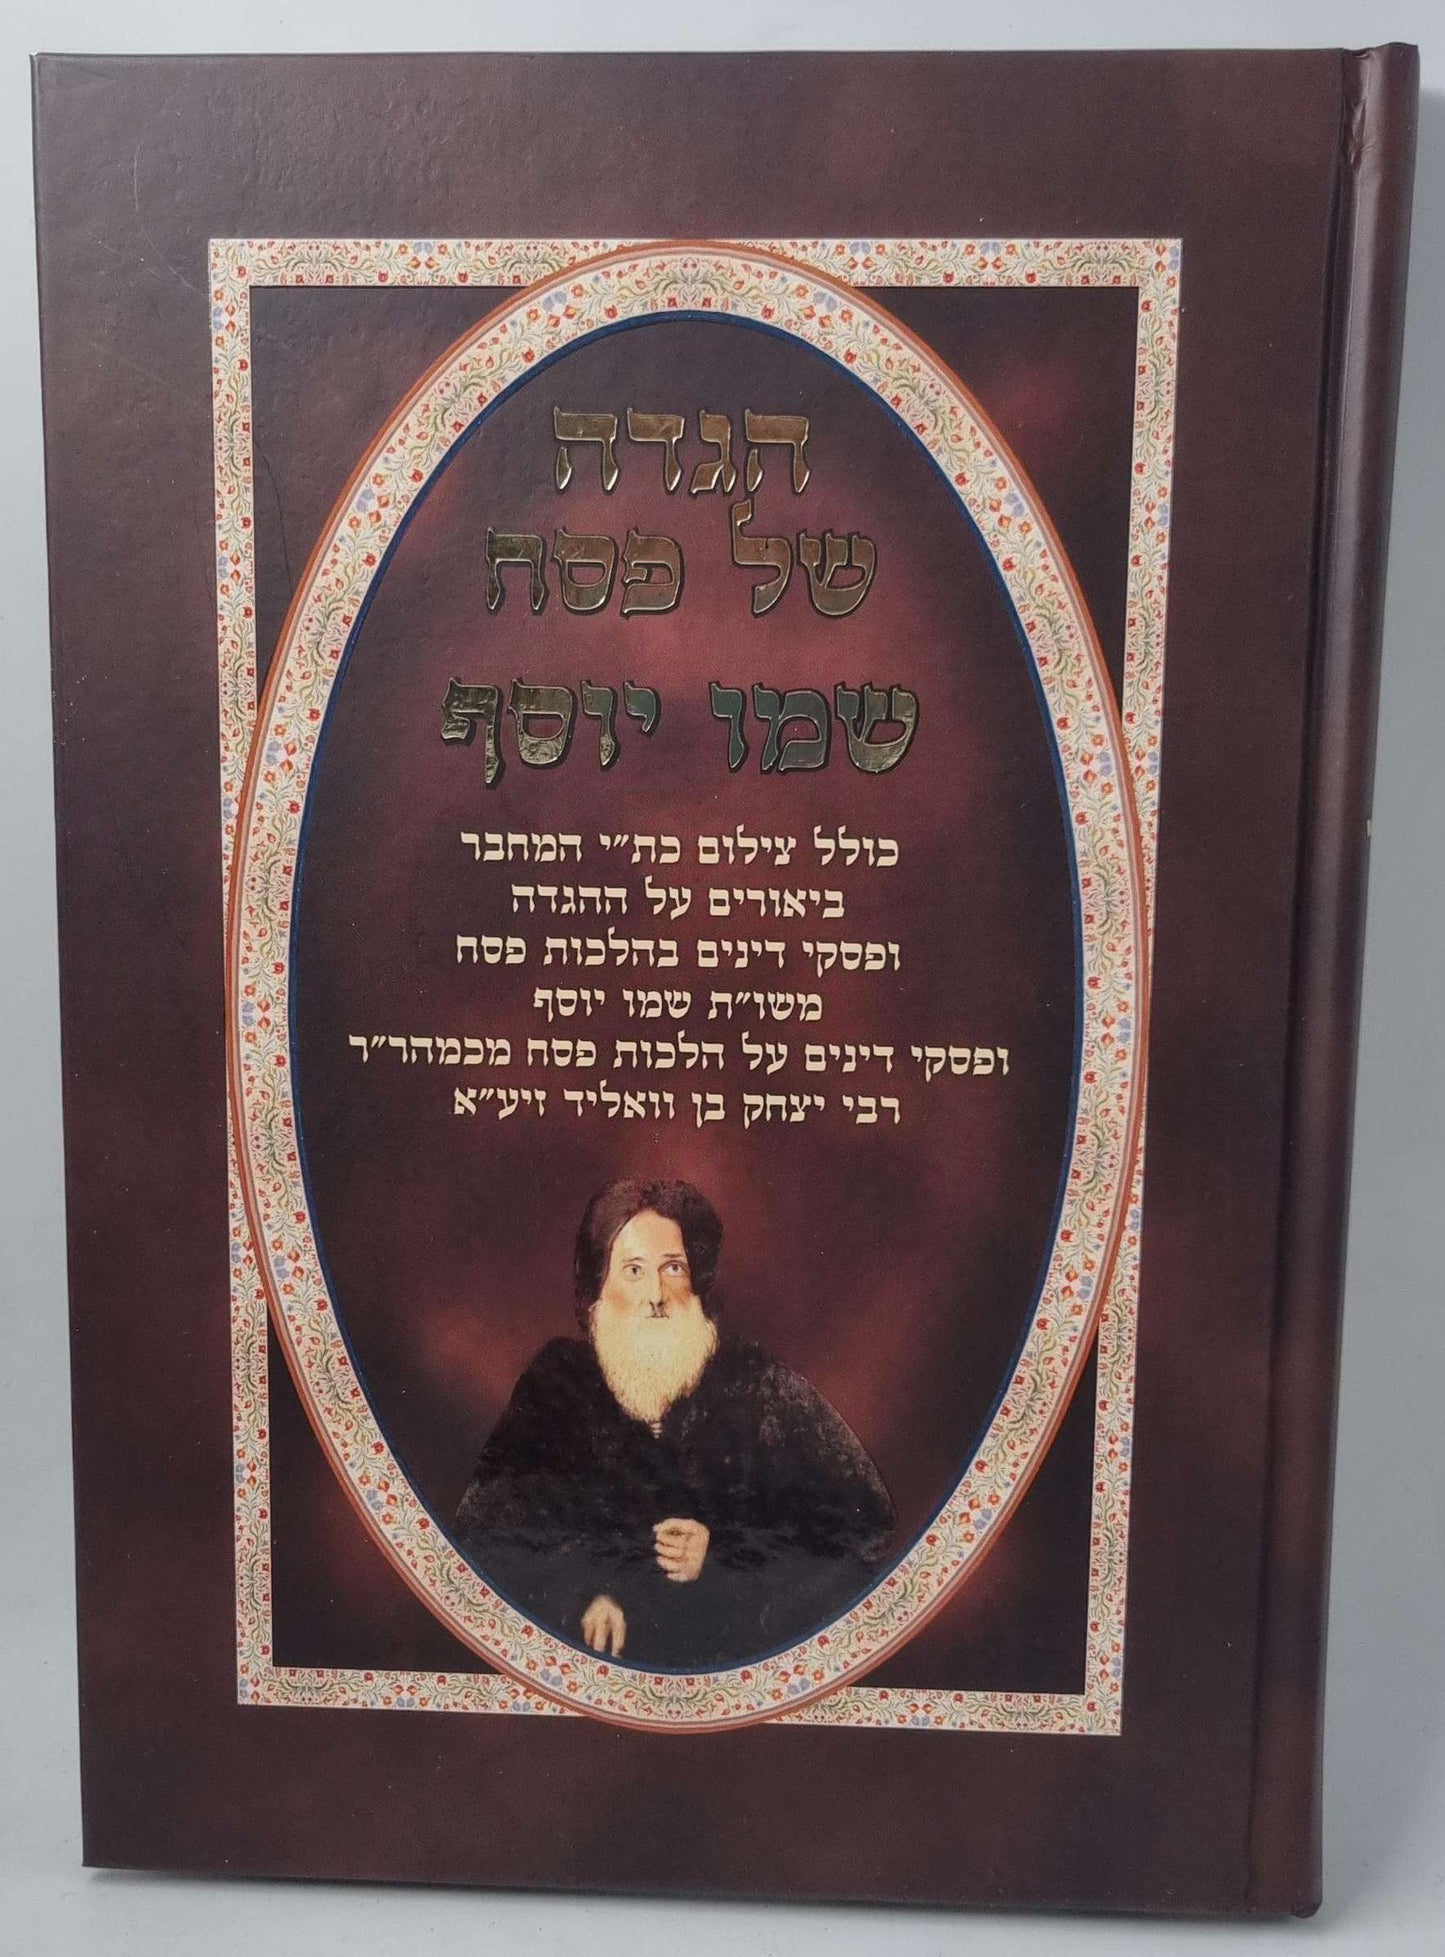 הגדה
של פסח
שמו יוסף
כולל צילום כת״י המחבר
ביאורים על ההגדה
ופסקי דינים בהלכות פסח
משו״ת שמו יוסף
ופסקי דינים על הלכות פסח מכמהר״ר
רבי יצחק בן וואליד זיע״א